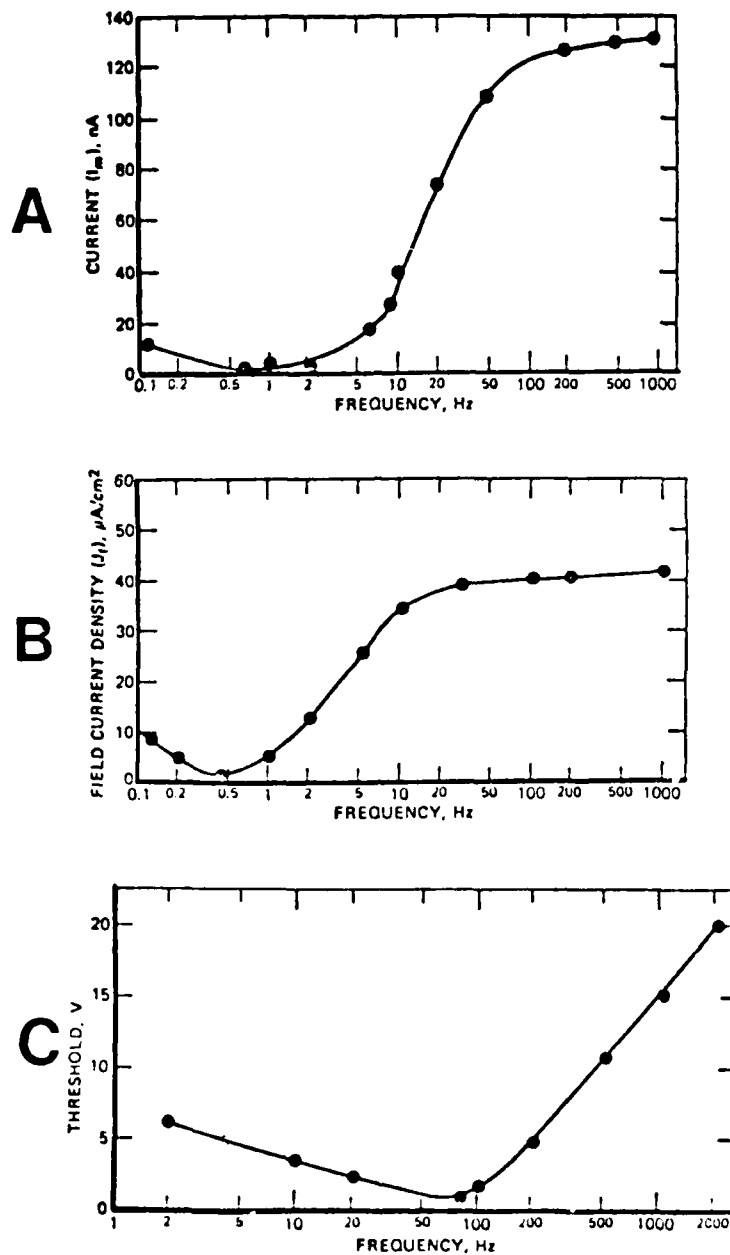 A
CURRENT (Im), nA
140
120
100
80
60
40
20
0
0.1 0.2 0.5 1 2 5 10 20 50 100 200 500 1000
FREQUENCY, Hz
B
FIELD CURRENT DENSITY (Jf), µA/cm²
60
50
40
30
20
10
0
0.1 0.2 0.5 1 2 5 10 20 50 100 200 500 1000
FREQUENCY, Hz
C
THRESHOLD, V
20
15
10
5
0
1 2 5 10 20 50 100 200 500 1000 2000
FREQUENCY, Hz